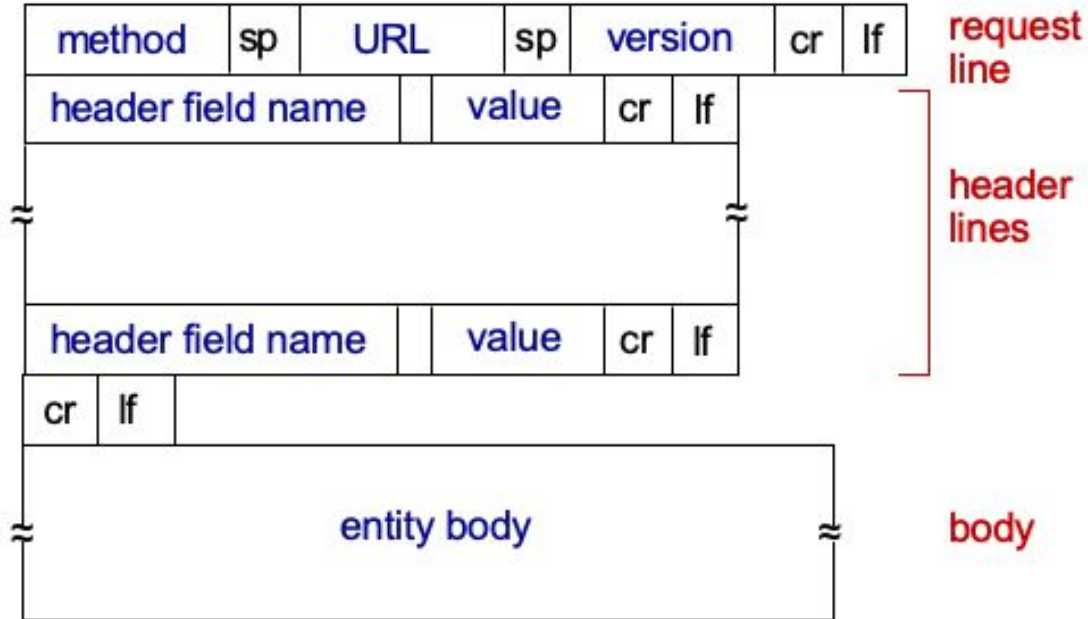 method sp URL sp version cr lf
request
line
header field name value cr lf
header
lines
header field name value cr lf
cr lf
entity body
body